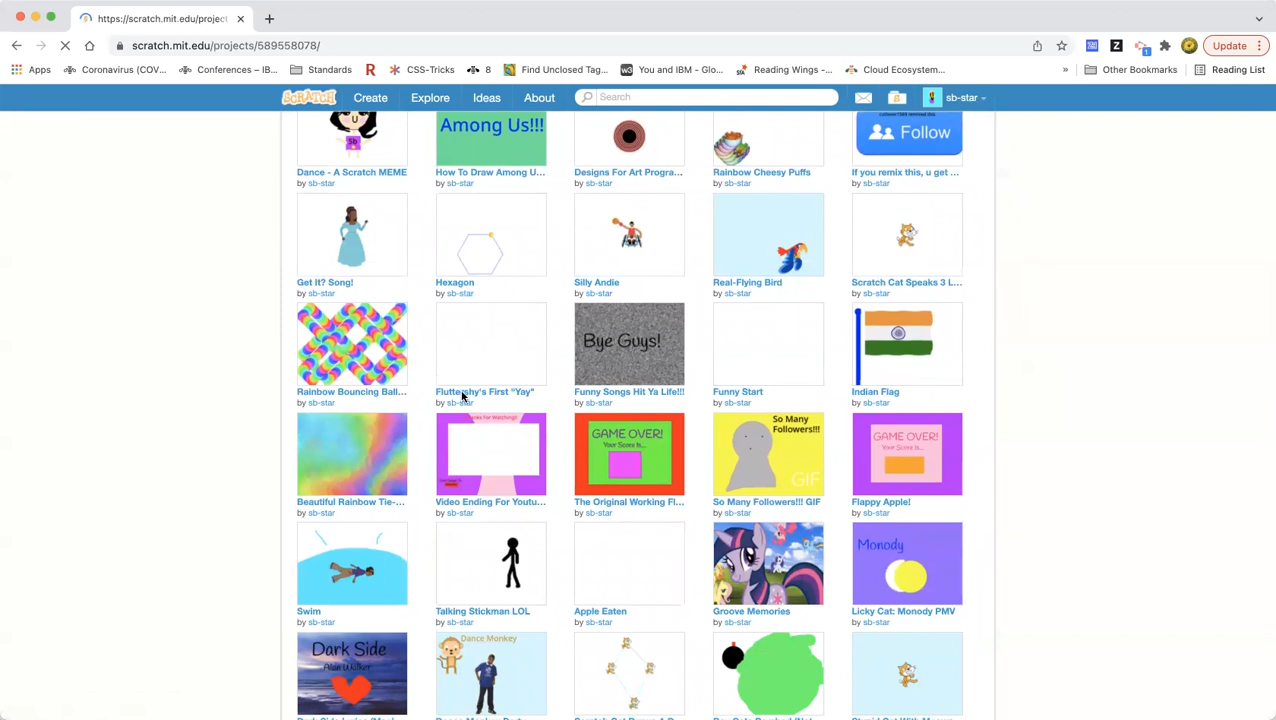 https://scratch.mit.edu/project
scratch.mit.edu/projects/589558078/
Update
Apps
Coronavirus (COV...
Conferences – IB...
Standards
CSS-Tricks
8
Find Unclosed Tag...
You and IBM - Glo...
Reading Wings -...
Cloud Ecosystem...
»
Other Bookmarks
Reading List
SCRATCH
Create
Explore
Ideas
About
Search
sb-star
Sb
Among Us!!!
Follow
Dance - A Scratch MEME
How To Draw Among U...
Designs For Art Progra...
Rainbow Cheesy Puffs
If you remix this, u get ...
by sb-star
by sb-star
by sb-star
by sb-star
by sb-star
Get It? Song!
Hexagon
Silly Andie
Real-Flying Bird
Scratch Cat Speaks 3 L...
by sb-star
by sb-star
by sb-star
by sb-star
by sb-star
Bye Guys!
Rainbow Bouncing Ball...
Fluttershy's First "Yay"
Funny Songs Hit Ya Life!!!
Funny Start
Indian Flag
by sb-star
by sb-star
by sb-star
by sb-star
by sb-star
Thanks For Watching!!
GAME OVER!
Your Score Is...
So Many
Followers!!!
GIF
GAME OVER!
Your Score Is...
Beautiful Rainbow Tie-...
Video Ending For Youtu...
The Original Working Fl...
So Many Followers!!! GIF
Flappy Apple!
by sb-star
by sb-star
by sb-star
by sb-star
by sb-star
Monody
Swim
Talking Stickman LOL
Apple Eaten
Groove Memories
Licky Cat: Monody PMV
by sb-star
by sb-star
by sb-star
by sb-star
by sb-star
Dark Side
Alan Walker
Dance Monkey